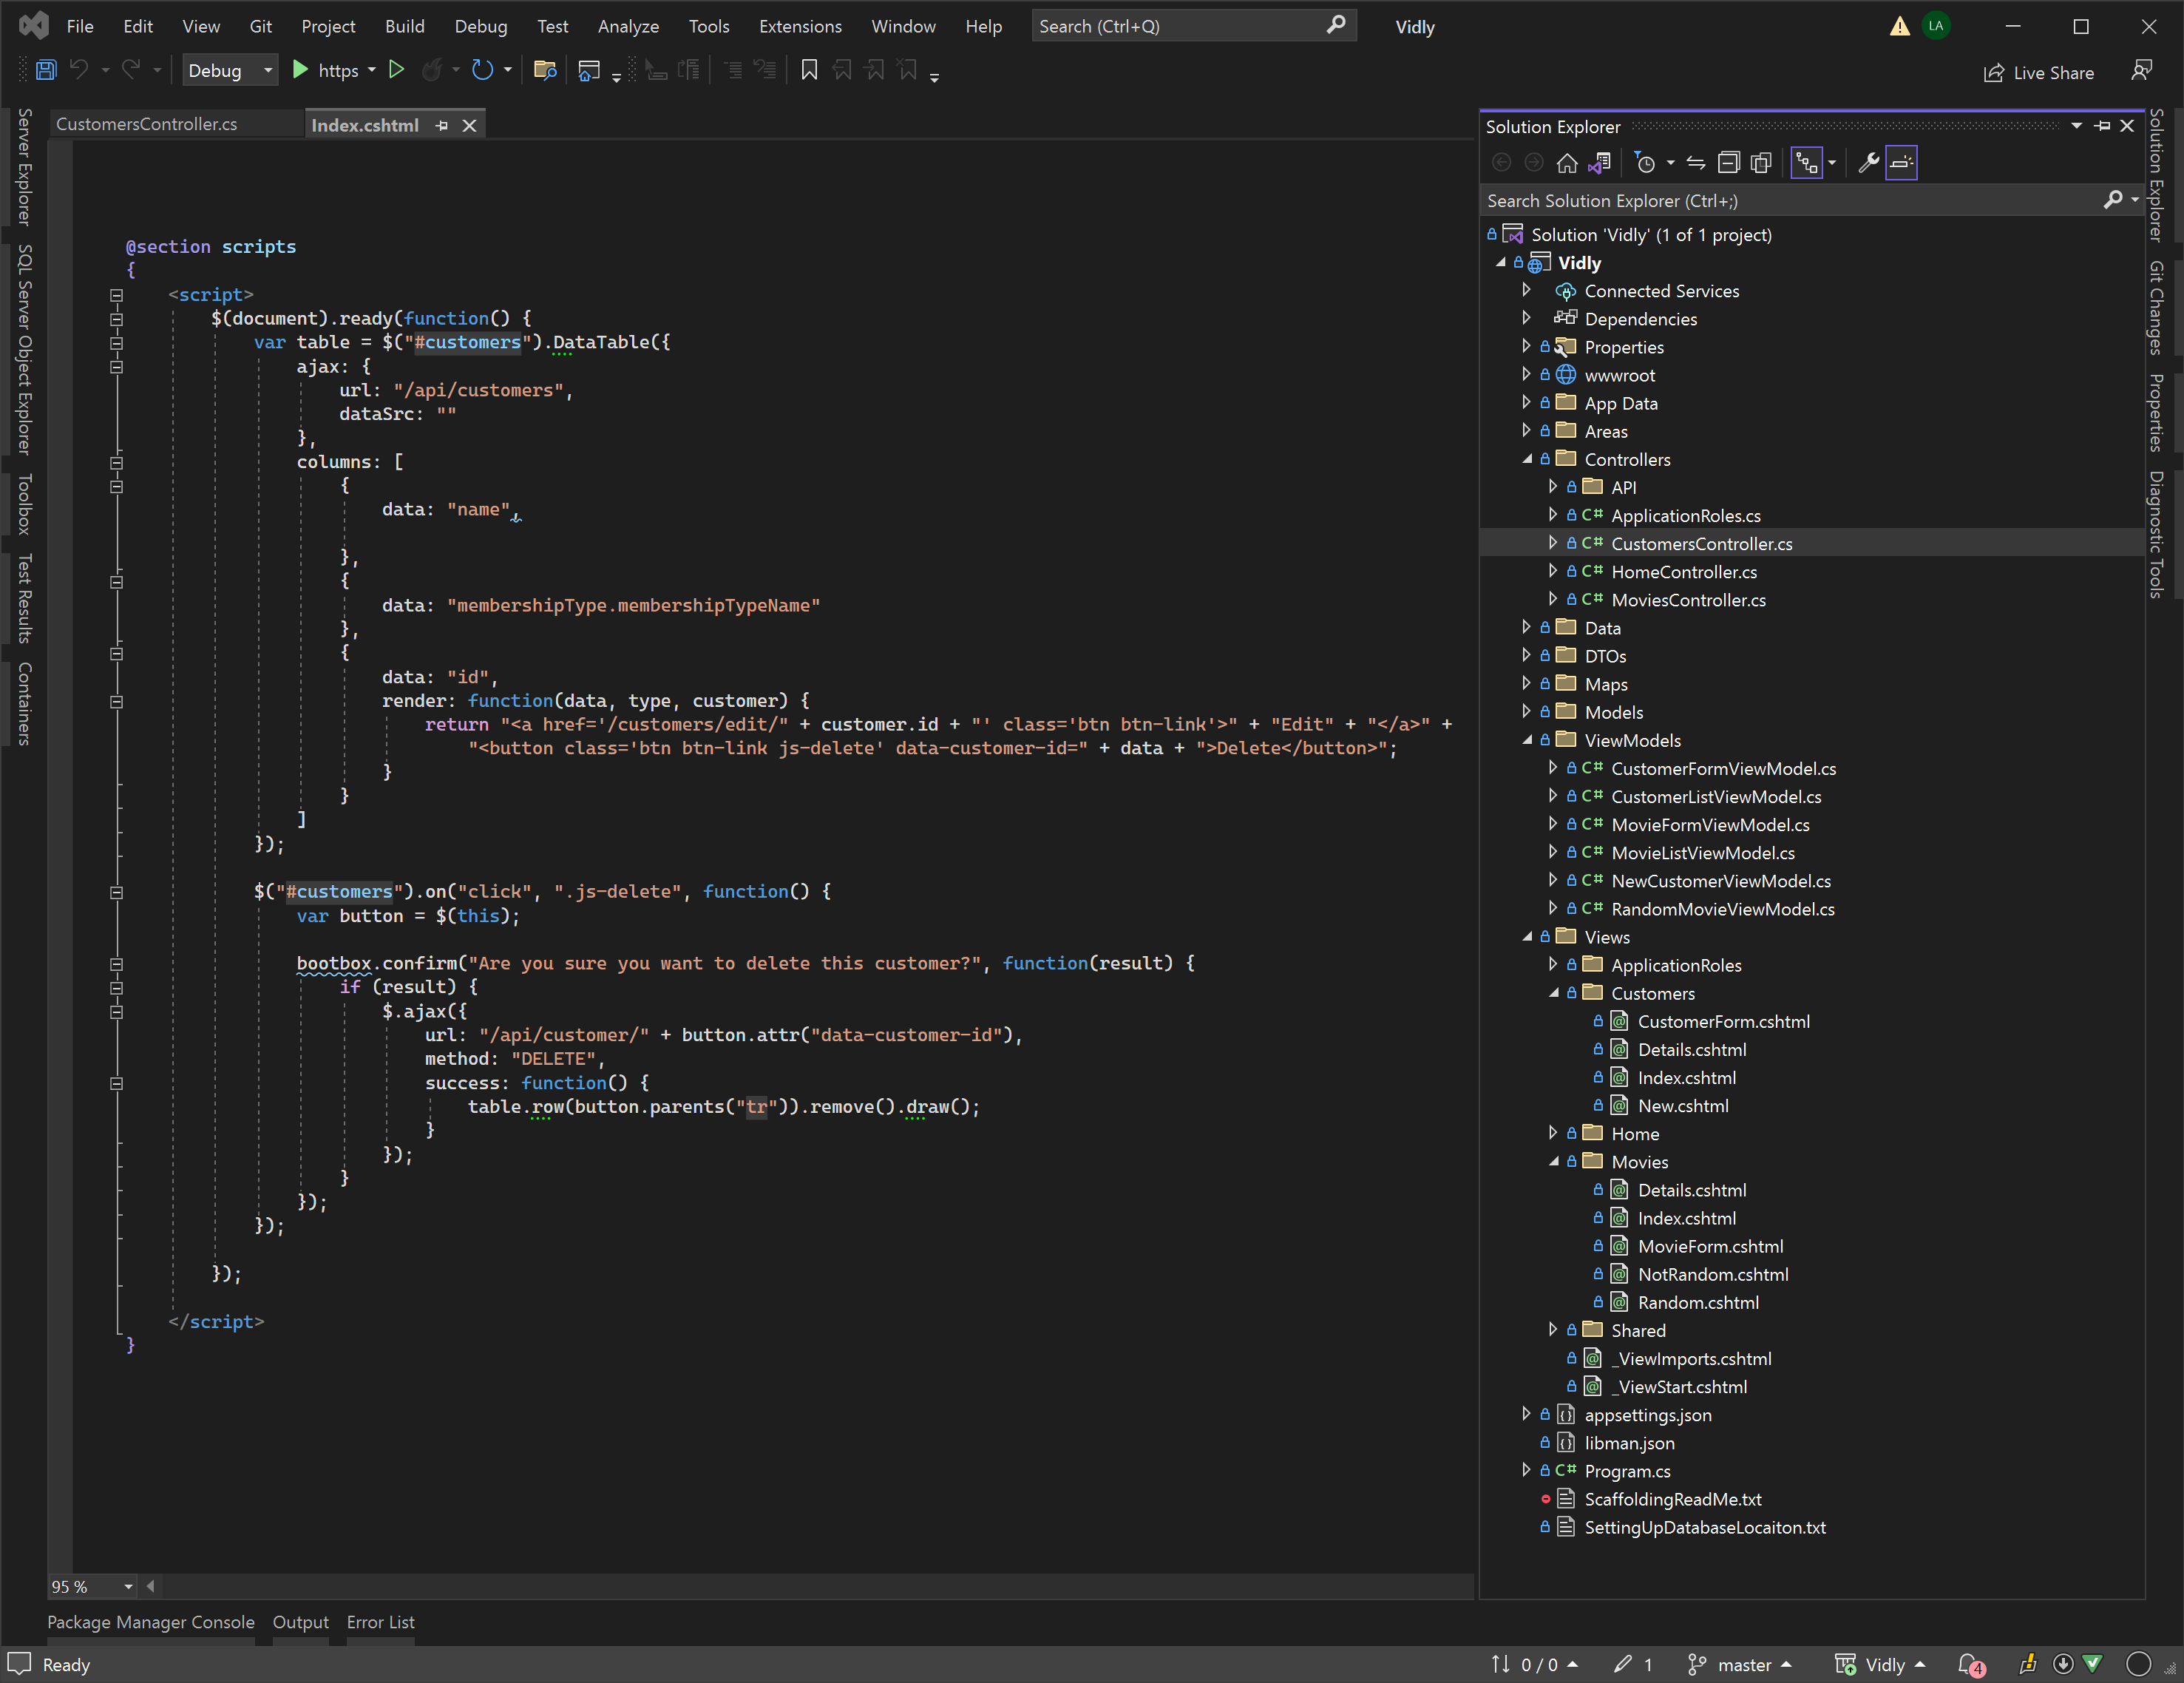 File Edit View Git Project Build Debug Test Analyze Tools Extensions Window Help Search (Ctrl+Q) Vidly LA
Debug https Live Share
Server Explorer
SQL Server Object Explorer
Toolbox
Test Results
Containers
CustomersController.cs Index.cshtml
@section scripts
{
<script>
$(document).ready(function() {
var table = $("#customers").DataTable({
ajax: {
url: "/api/customers",
dataSrc: ""
},
columns: [
{
data: "name",
},
{
data: "membershipType.membershipTypeName"
},
{
data: "id",
render: function(data, type, customer) {
return "<a href='/customers/edit/" + customer.id + "' class='btn btn-link'>" + "Edit" + "</a>" +
"<button class='btn btn-link js-delete' data-customer-id=" + data + ">Delete</button>";
}
}
]
});
$("#customers").on("click", ".js-delete", function() {
var button = $(this);
bootbox.confirm("Are you sure you want to delete this customer?", function(result) {
if (result) {
$.ajax({
url: "/api/customer/" + button.attr("data-customer-id"),
method: "DELETE",
success: function() {
table.row(button.parents("tr")).remove().draw();
}
});
}
});
});
});
</script>
}
95 %
Solution Explorer
Search Solution Explorer (Ctrl+;)
Solution 'Vidly' (1 of 1 project)
Vidly
Connected Services
Dependencies
Properties
wwwroot
App Data
Areas
Controllers
API
C# ApplicationRoles.cs
C# CustomersController.cs
C# HomeController.cs
C# MoviesController.cs
Data
DTOs
Maps
Models
ViewModels
C# CustomerFormViewModel.cs
C# CustomerListViewModel.cs
C# MovieFormViewModel.cs
C# MovieListViewModel.cs
C# NewCustomerViewModel.cs
C# RandomMovieViewModel.cs
Views
ApplicationRoles
Customers
CustomerForm.cshtml
Details.cshtml
Index.cshtml
New.cshtml
Home
Movies
Details.cshtml
Index.cshtml
MovieForm.cshtml
NotRandom.cshtml
Random.cshtml
Shared
_ViewImports.cshtml
_ViewStart.cshtml
appsettings.json
libman.json
C# Program.cs
ScaffoldingReadMe.txt
SettingUpDatabaseLocaiton.txt
Solution Explorer
Git Changes
Properties
Diagnostic Tools
Package Manager Console Output Error List
Ready 0 / 0 1 master Vidly 4